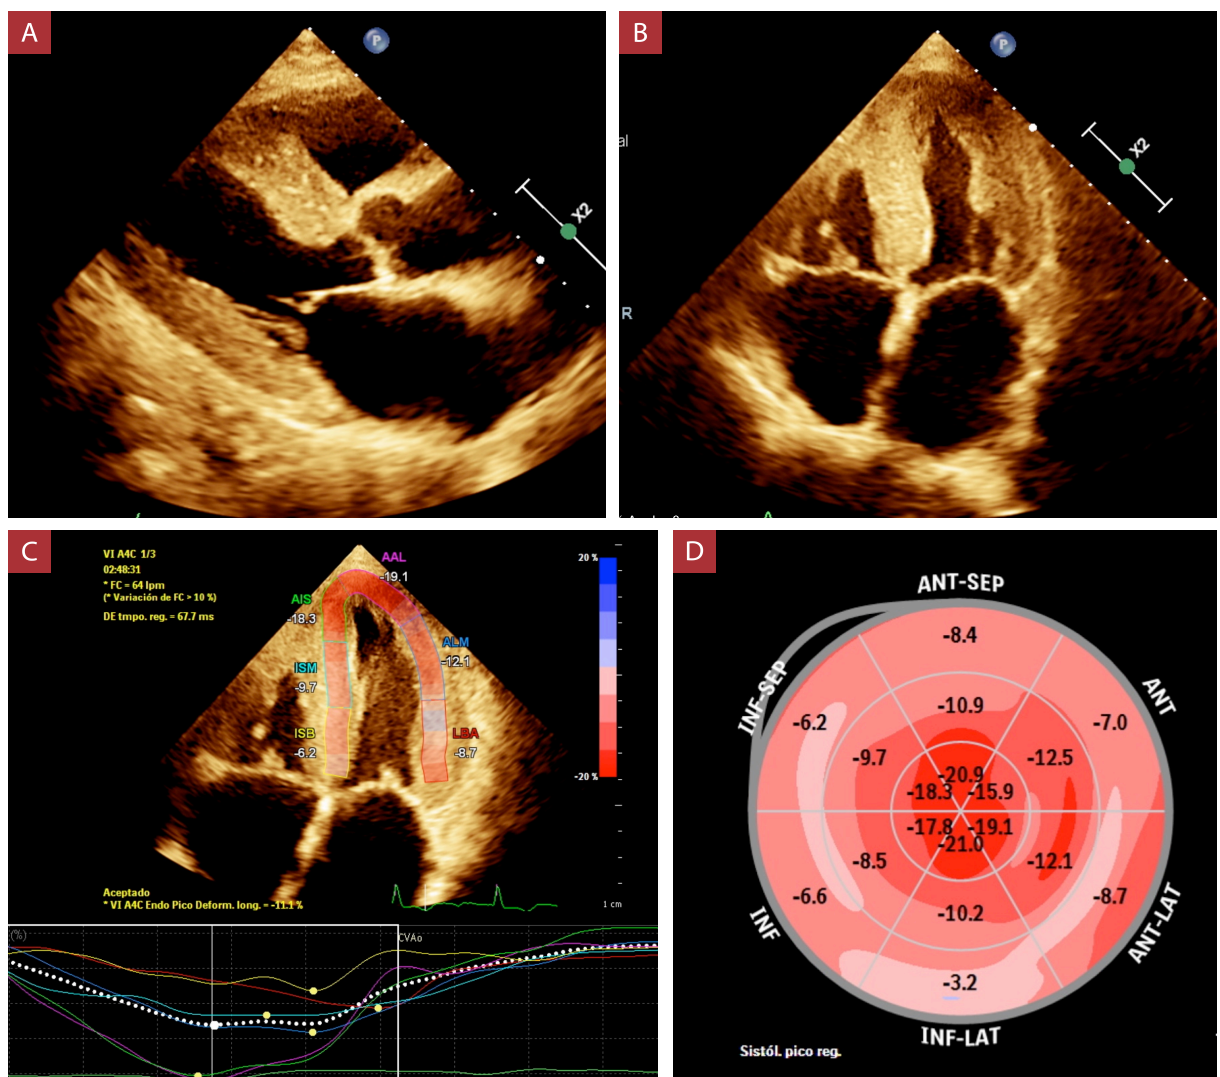 A
P
X2
B
P
al
X2
R
C
VI A4C 1/3
02:48:31
* FC = 64 lpm
(* Variación de FC > 10 %)
DE tmpo. reg. = 67.7 ms
AAL
-19.1
20 %
AIS
-18.3
ALM
-12.1
ISM
-9.7
ISB
-6.2
LBA
-8.7
-20 %
Aceptado
* VI A4C Endo Pico Deform. long. = -11.1 %
1 cm
(%)
CVAo
D
ANT-SEP
-8.4
INF-SEP
ANT
-6.2
-10.9
-7.0
-9.7
-12.5
-20.9
-18.3
-15.9
-17.8
-19.1
-21.0
-8.5
-12.1
-6.6
-8.7
-10.2
INF
ANT-LAT
-3.2
INF-LAT
Sistól. pico reg.